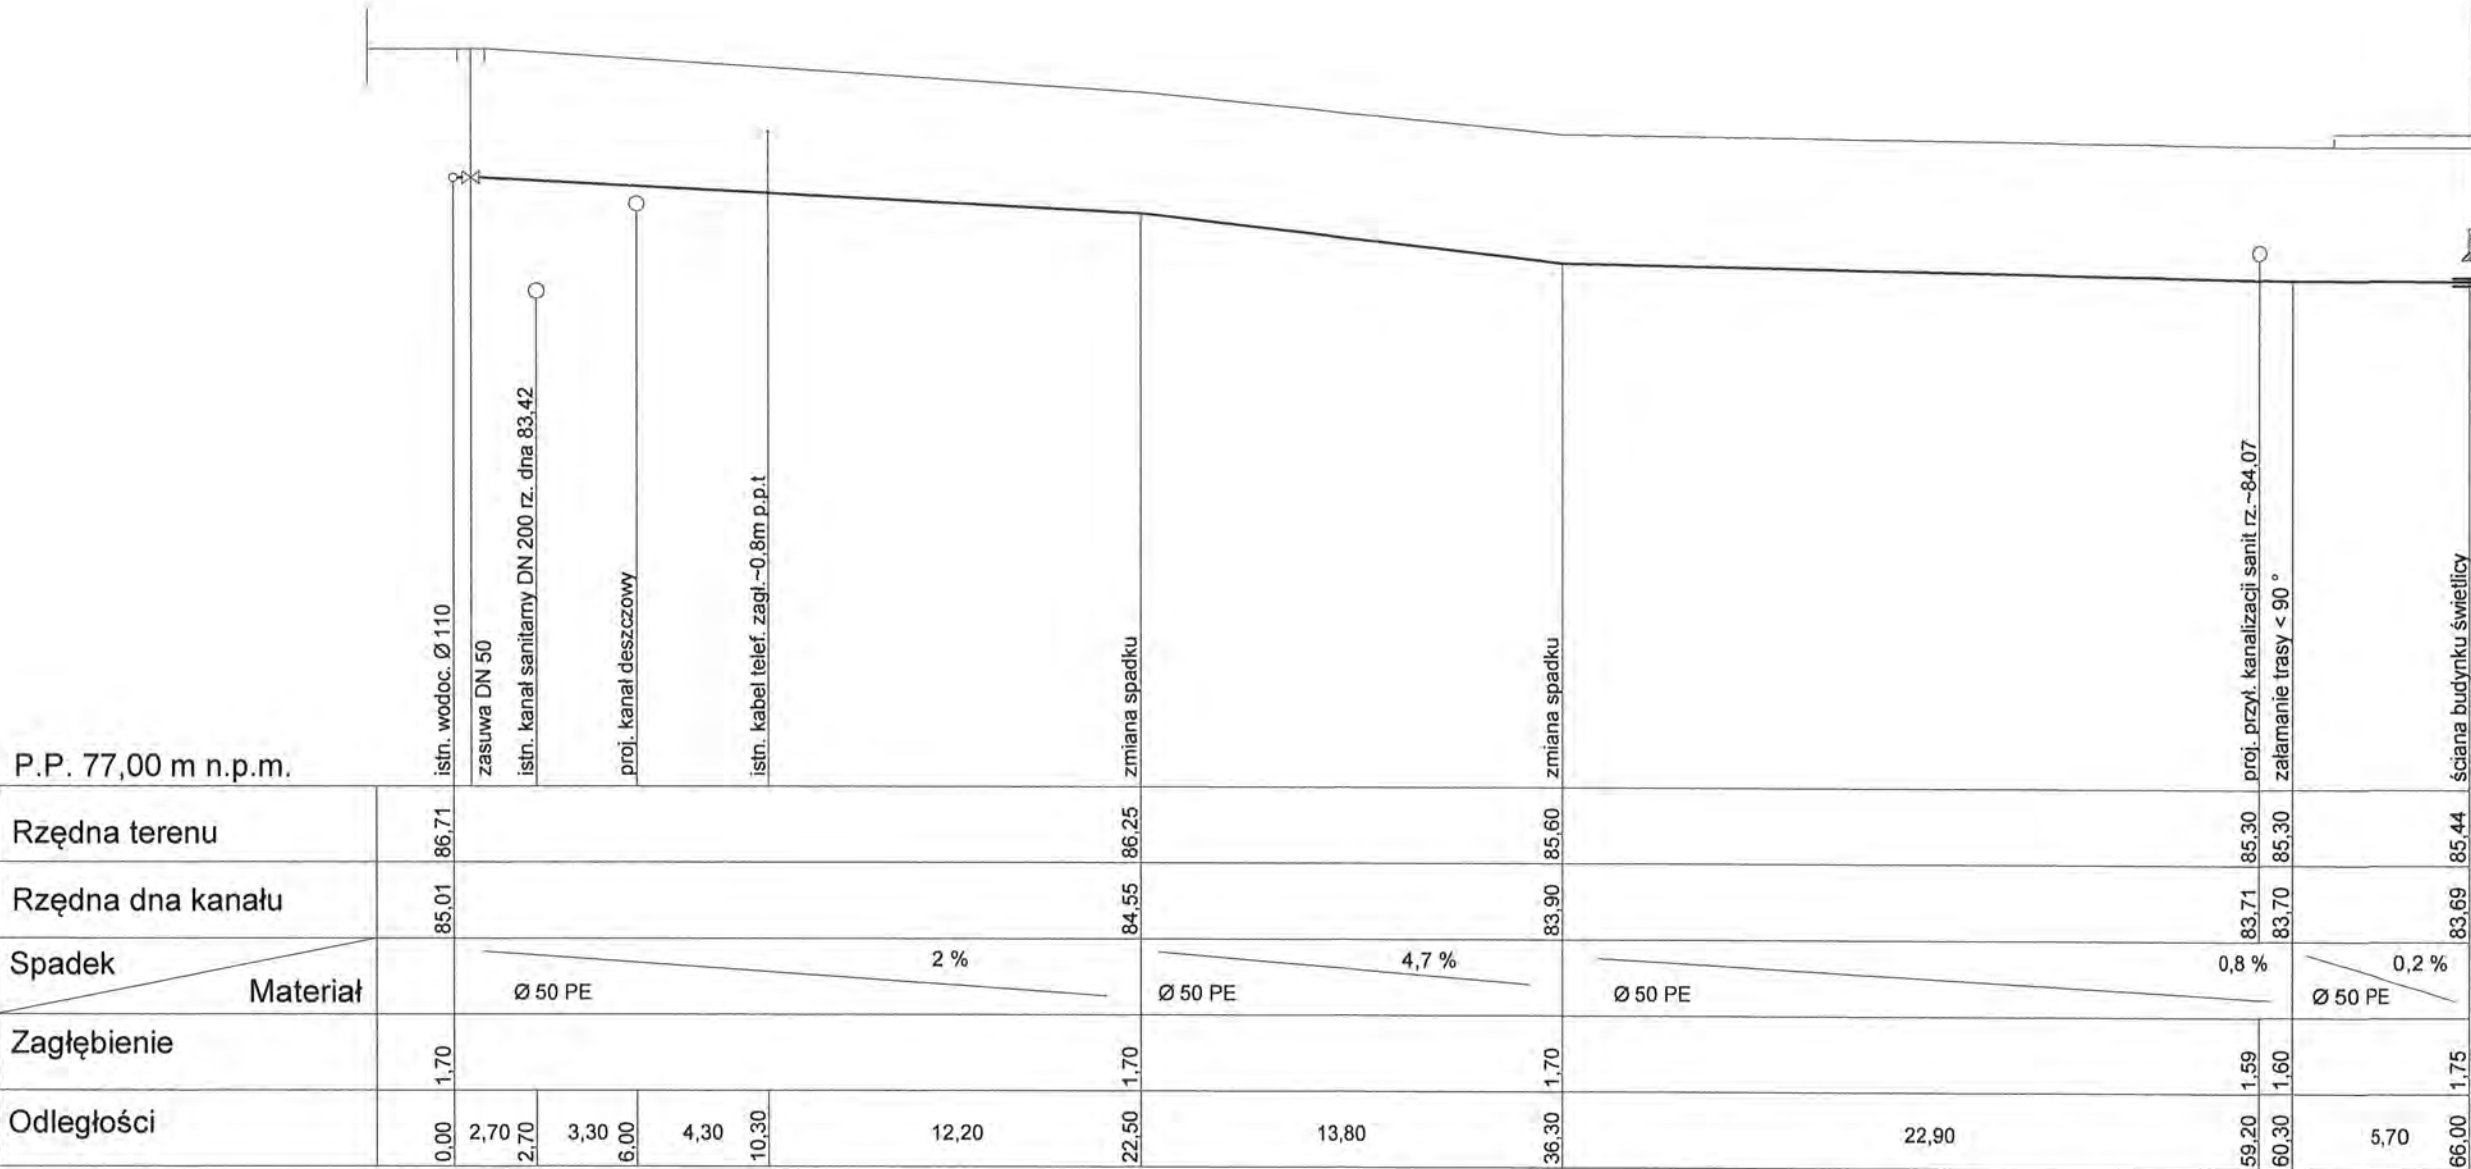 istn. wodoc. Ø 110
zasuwa DN 50
istn. kanał sanitarny DN 200 rz. dna 83,42
proj. kanał deszczowy
istn. kabel telef. zagł.~0,8m p.p.t
zmiana spadku
zmiana spadku
proj. przył. kanalizacji sanit rz.~84,07
załamanie trasy < 90 °
ściana budynku świetlicy
P.P. 77,00 m n.p.m.
Rzędna terenu 86,71 86,25 85,60 85,30 85,30 85,44
Rzędna dna kanału 85,01 84,55 83,90 83,71 83,70 83,69
Spadek 2 % 4,7 % 0,8 % 0,2 %
Materiał Ø 50 PE Ø 50 PE Ø 50 PE Ø 50 PE
Zagłębienie 1,70 1,70 1,70 1,59 1,60 1,75
Odległości 0,00 2,70 2,70 3,30 6,00 4,30 10,30 12,20 22,50 13,80 36,30 22,90 59,20 60,30 5,70 66,00